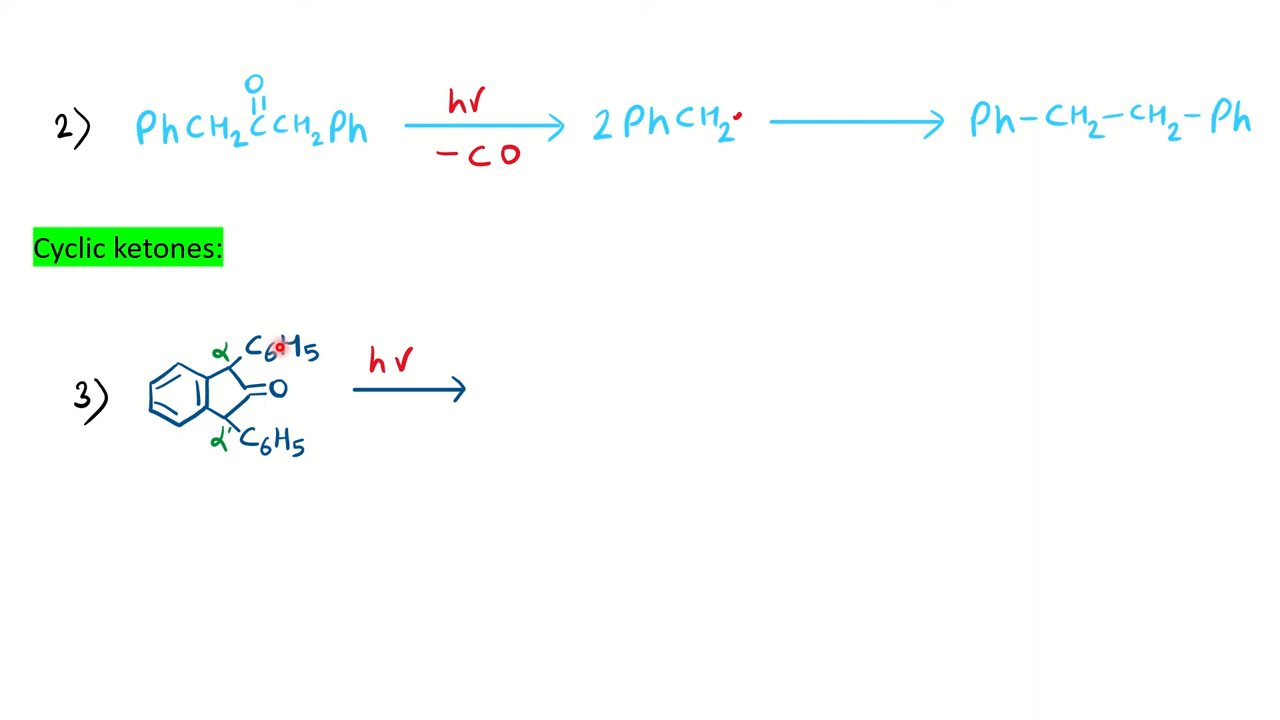 2) PhCH₂CCH₂Ph hν 2PhCH₂• Ph-CH₂-CH₂-Ph
O
-CO
Cyclic ketones:
3) α C₆H₅ hν
O
α' C₆H₅